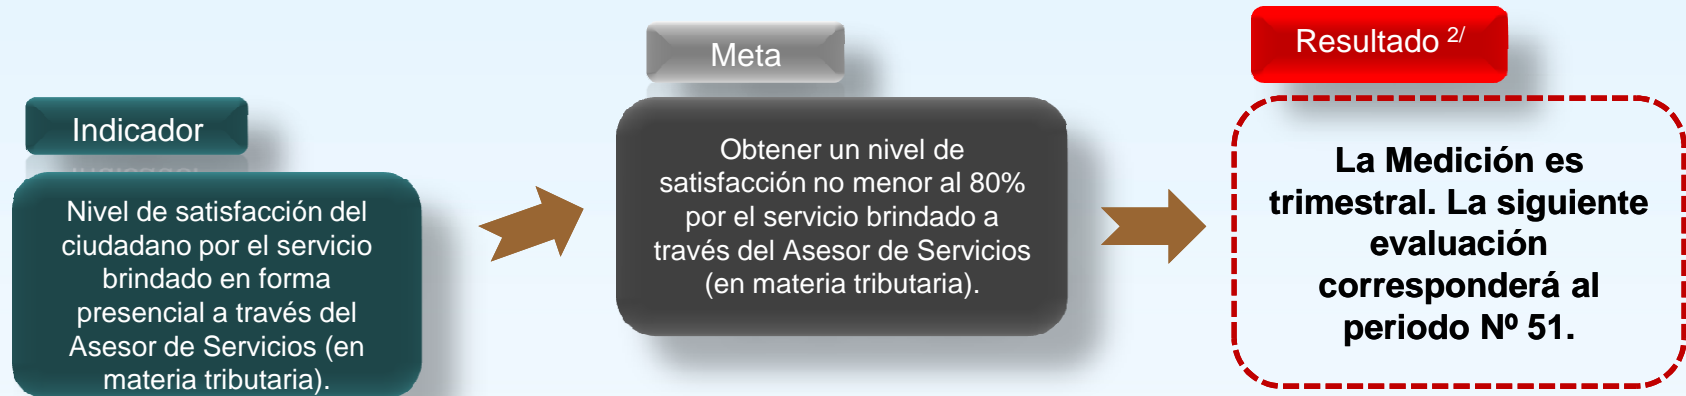 Indicador
Nivel de satisfacción del
ciudadano por el servicio
brindado en forma
presencial a través del
Asesor de Servicios (en
materia tributaria).
Meta
Obtener un nivel de
satisfacción no menor al 80%
por el servicio brindado a
través del Asesor de Servicios
(en materia tributaria).
Resultado 2/
La Medición es
trimestral. La siguiente
evaluación
corresponderá al
periodo Nº 51.